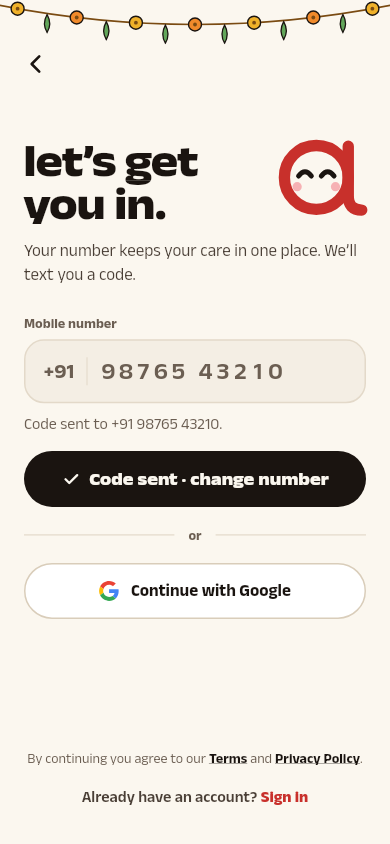 let’s get
you in.
Your number keeps your care in one place. We’ll
text you a code.
Mobile number
+91 98765 43210
Code sent to +91 98765 43210.
Code sent · change number
or
Continue with Google
By continuing you agree to our Terms and Privacy Policy.
Already have an account? Sign in